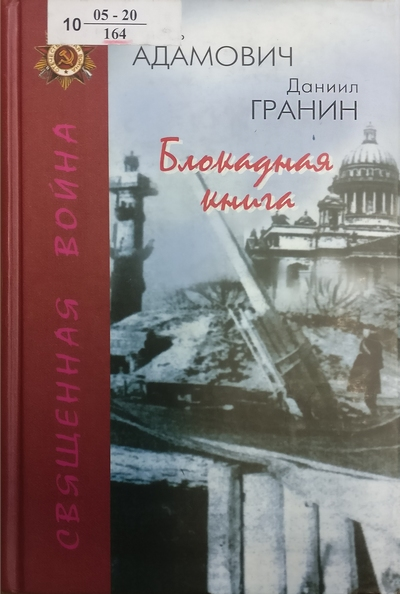 10 05 - 20
164
АДАМОВИЧ
Даниил
ГРАНИН
Блокадная
книга
СВЯЩЕННАЯ ВОЙНА